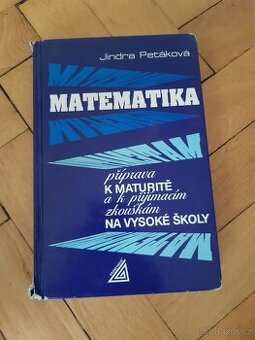 Jindra Petáková
MATEMATIKA
příprava
K MATURITĚ
a k přijímacím
zkouškám
NA VYSOKÉ ŠKOLY